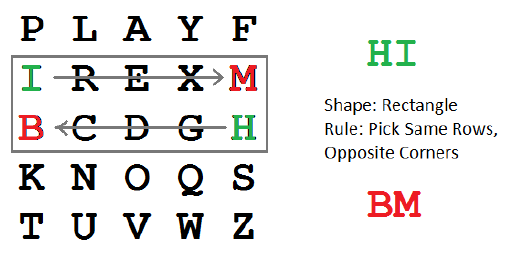 P L A Y F
I R E X M
B C D G H
K N O Q S
T U V W Z
HI
Shape: Rectangle
Rule: Pick Same Rows,
Opposite Corners
BM